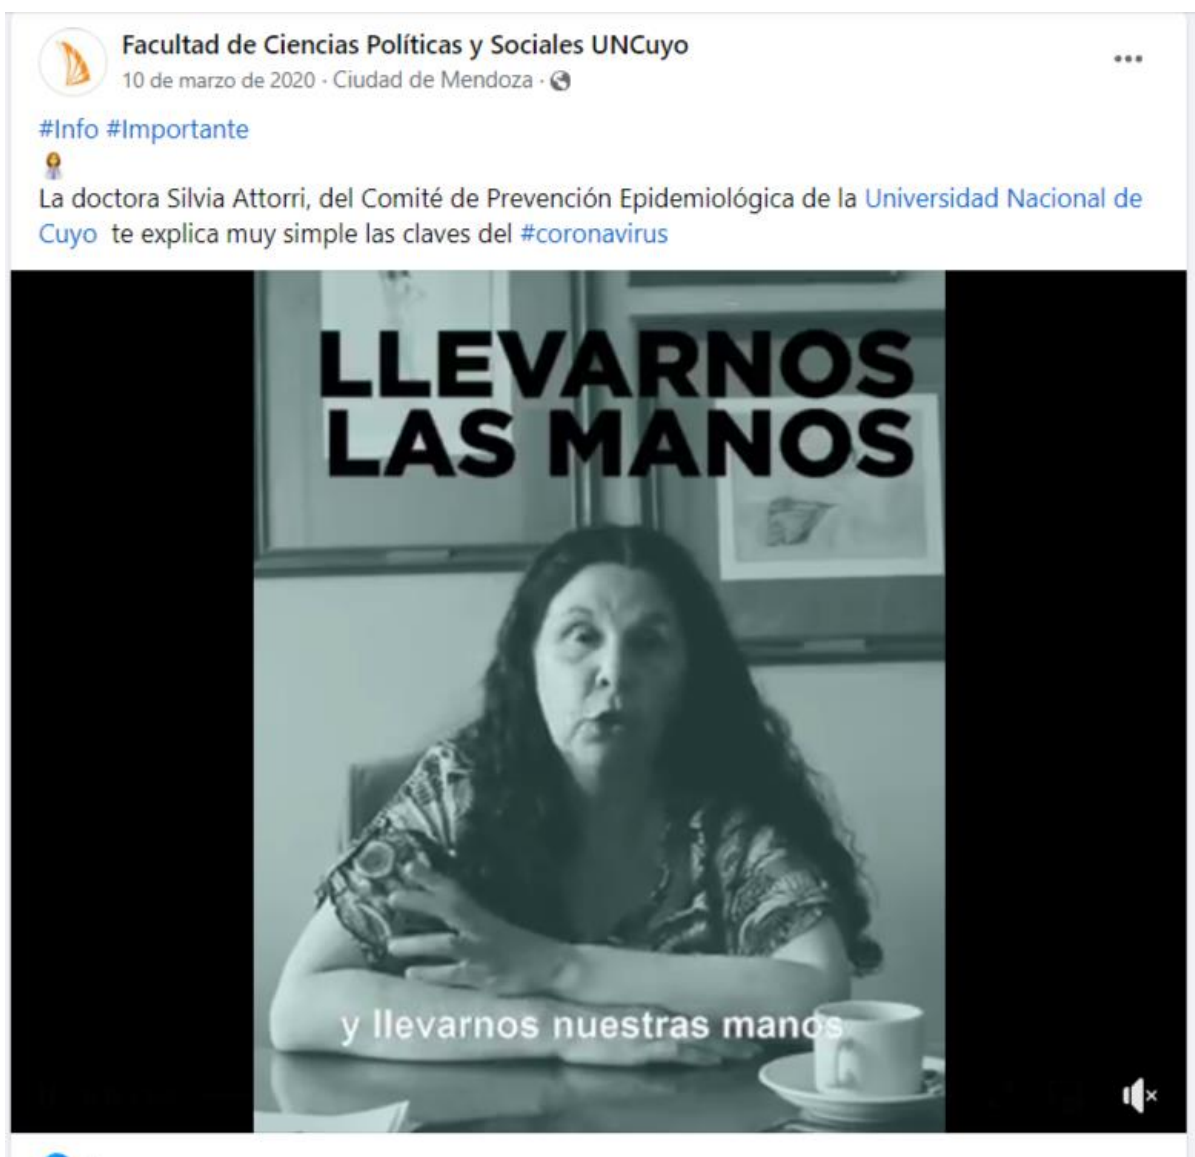 Facultad de Ciencias Políticas y Sociales UNCuyo
10 de marzo de 2020 · Ciudad de Mendoza ·
#Info #Importante
La doctora Silvia Attorri, del Comité de Prevención Epidemiológica de la Universidad Nacional de
Cuyo te explica muy simple las claves del #coronavirus
LLEVARNOS
LAS MANOS
y llevarnos nuestras manos